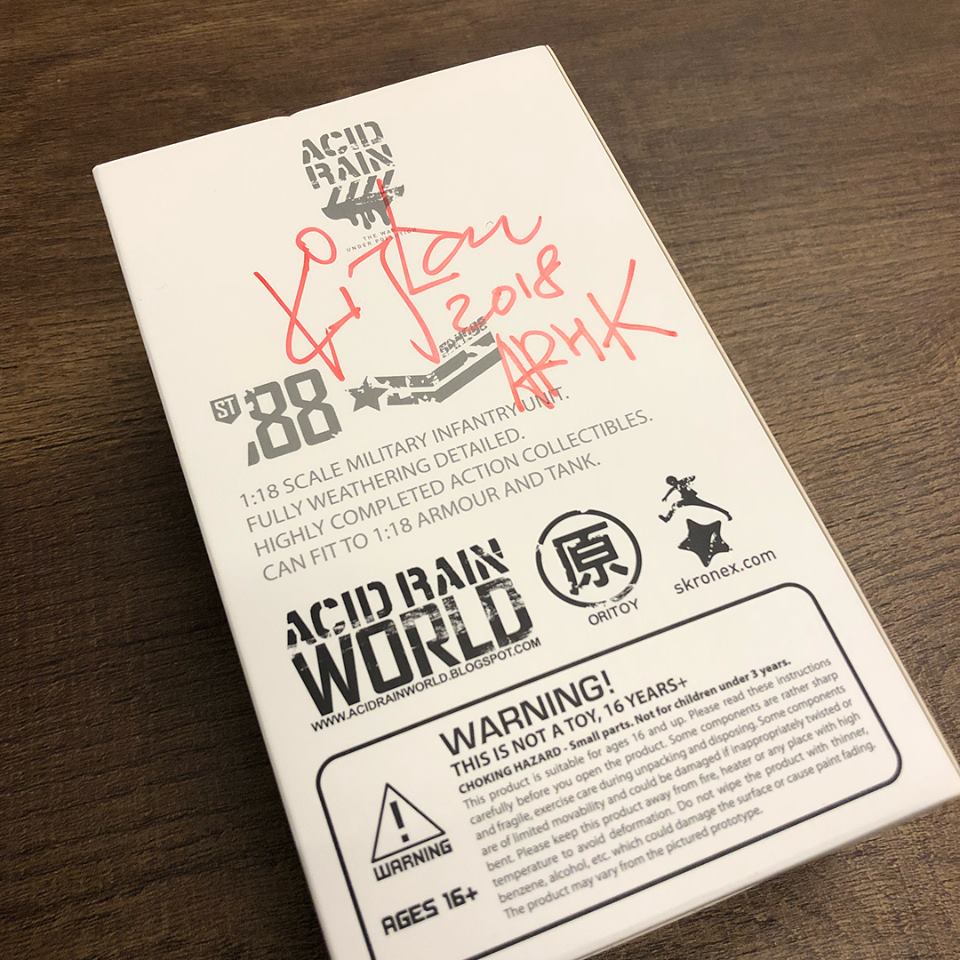 ACID
RAIN
THE WAR
UNDER POLLUTION
Kit Lau
2018
ARHK
ST
'88
1:18 SCALE MILITARY INFANTRY UNIT.
FULLY WEATHERING DETAILED.
HIGHLY COMPLETED ACTION COLLECTIBLES.
CAN FIT TO 1:18 ARMOUR AND TANK.
ACID RAIN
WORLD
WWW.ACIDRAINWORLD.BLOGSPOT.COM
原
ORITOY
skronex.com
WARNING!
THIS IS NOT A TOY, 16 YEARS+
CHOKING HAZARD - Small parts. Not for children under 3 years.
This product is suitable for ages 16 and up. Please read these instructions
carefully before you open the product. Some components are rather sharp
and fragile, exercise care during unpacking and disposing. Some components
are of limited movability and could be damaged if inappropriately twisted or
bent. Please keep this product away from fire, heater or any place with high
temperature to avoid deformation. Do not wipe the product with thinner,
benzene, alcohol, etc. which could damage the surface or cause paint fading.
The product may vary from the pictured prototype.
WARNING
AGES 16+